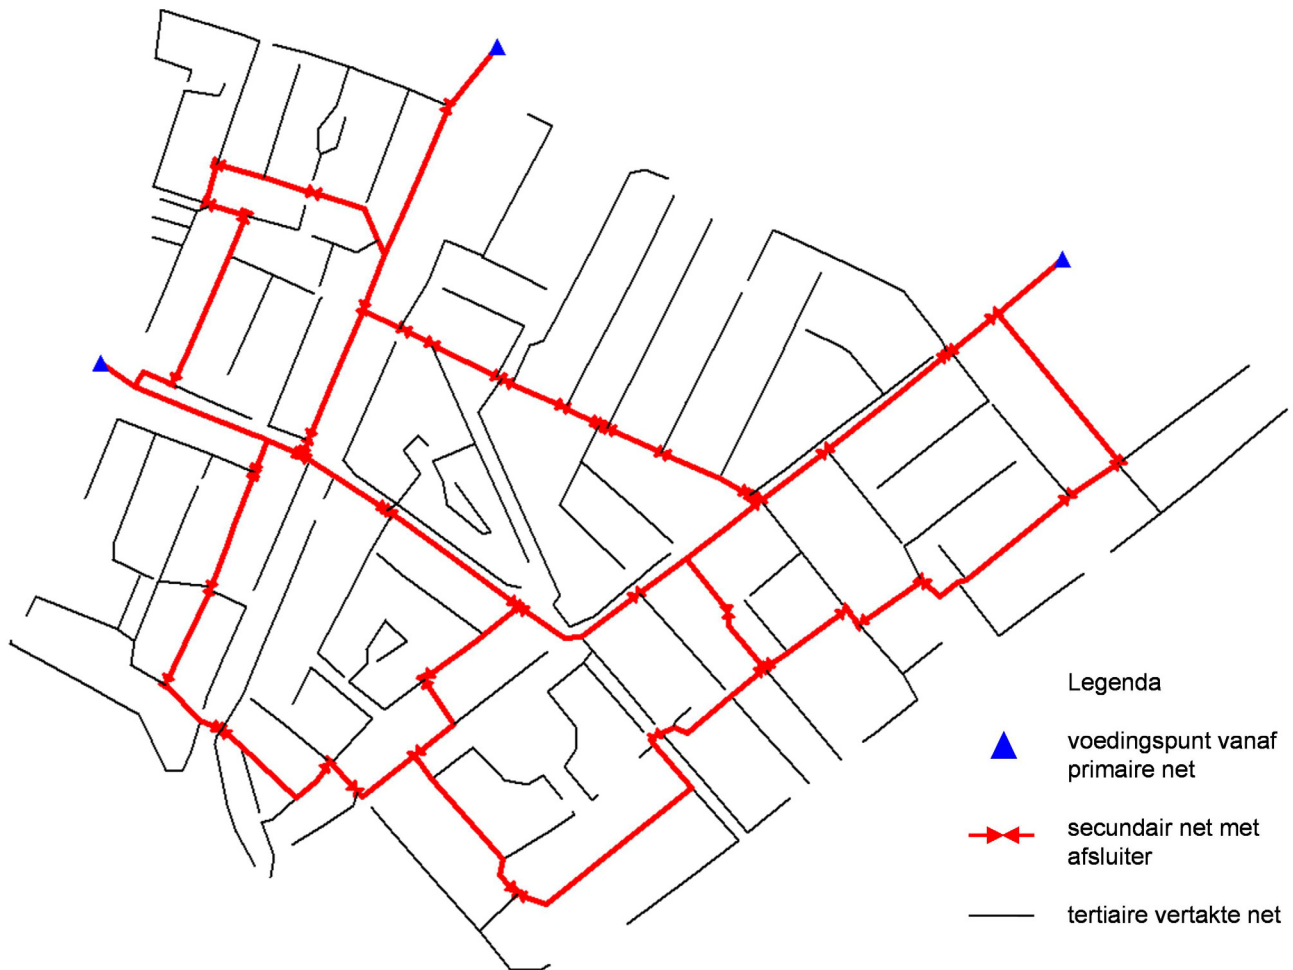 Legenda
voedingspunt vanaf
primaire net
secundair net met
afsluiter
tertiaire vertakte net